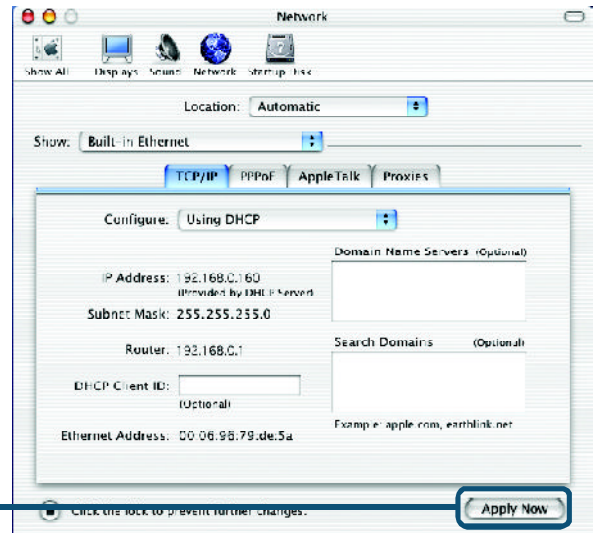 Network
Show All Displays Sound Network Startup Disk
Location: Automatic
Show: Built-in Ethernet
TCP/IP PPPoE AppleTalk Proxies
Configure: Using DHCP
Domain Name Servers (Optional)
IP Address: 192.168.0.160
(Provided by DHCP Server)
Subnet Mask: 255.255.255.0
Router: 192.168.0.1
Search Domains (Optional)
DHCP Client ID:
(Optional)
Example: apple.com, earthlink.net
Ethernet Address: 00:06:96:79:de:5a
Click the lock to prevent further changes.
Apply Now